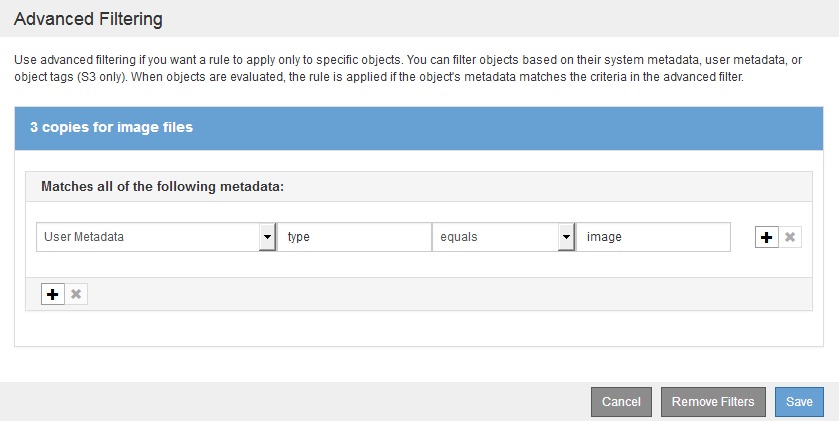 Advanced Filtering
Use advanced filtering if you want a rule to apply only to specific objects. You can filter objects based on their system metadata, user metadata, or
object tags (S3 only). When objects are evaluated, the rule is applied if the object's metadata matches the criteria in the advanced filter.
3 copies for image files
Matches all of the following metadata:
User Metadata type equals image
Cancel Remove Filters Save